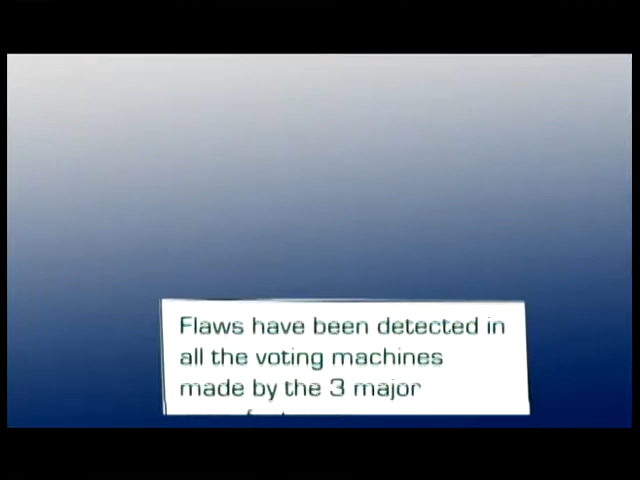 Flaws have been detected in
all the voting machines
made by the 3 major